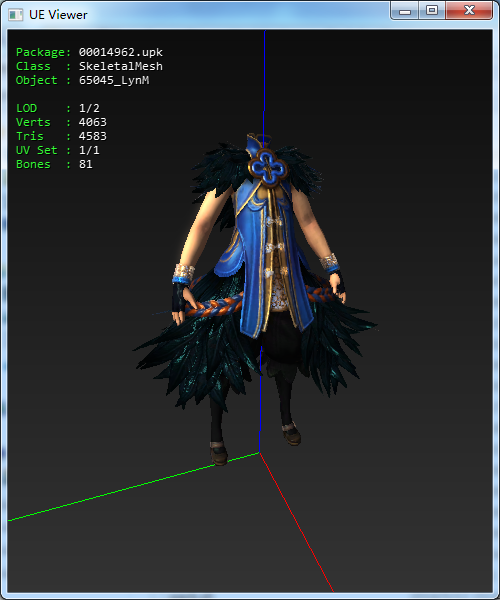 UE Viewer
Package: 00014962.upk
Class : SkeletalMesh
Object : 65045_LynM
LOD : 1/2
Verts : 4063
Tris : 4583
UV Set : 1/1
Bones : 81